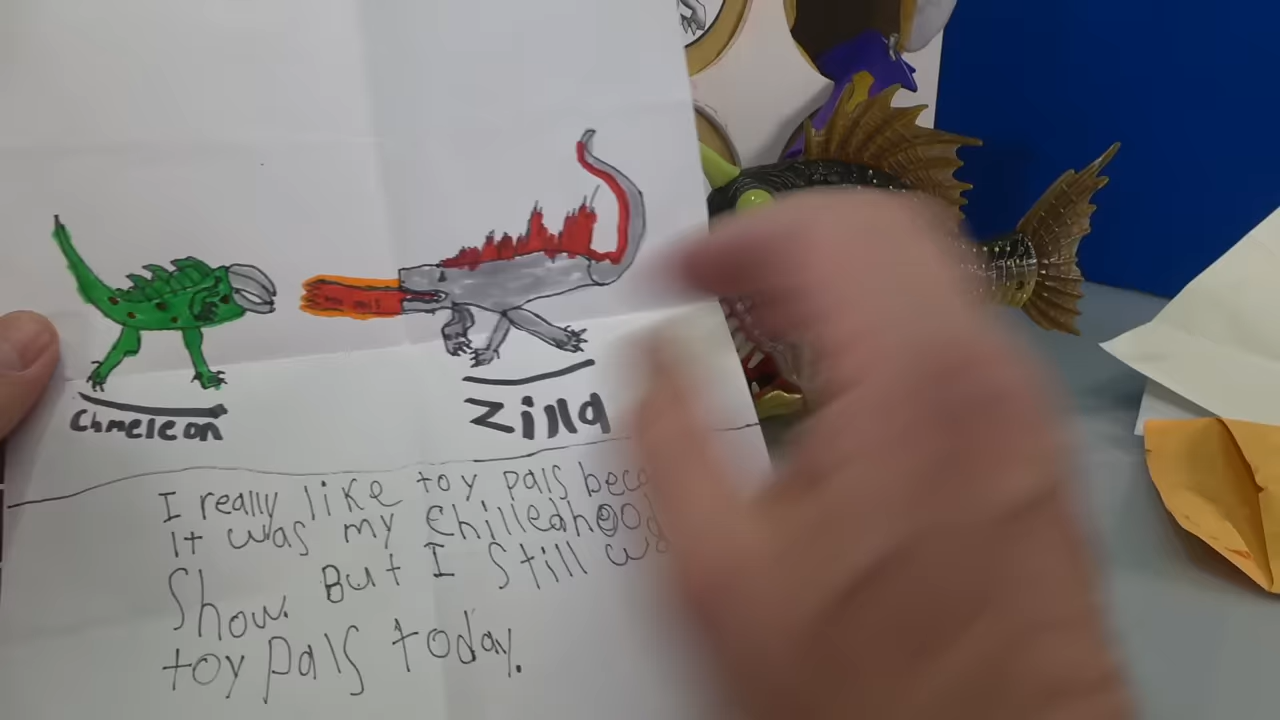 Chmeleon
Zilla
I really like toy pals
it was my Chilledhood
Show. But I Still
toy pals today.